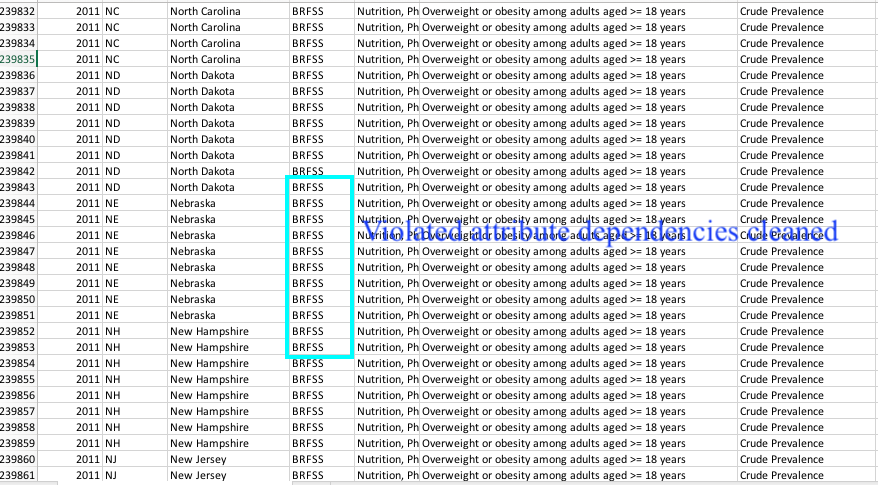 239832 2011 NC North Carolina BRFSS Nutrition, Ph Overweight or obesity among adults aged >= 18 years Crude Prevalence
239833 2011 NC North Carolina BRFSS Nutrition, Ph Overweight or obesity among adults aged >= 18 years Crude Prevalence
239834 2011 NC North Carolina BRFSS Nutrition, Ph Overweight or obesity among adults aged >= 18 years Crude Prevalence
239835 2011 NC North Carolina BRFSS Nutrition, Ph Overweight or obesity among adults aged >= 18 years Crude Prevalence
239836 2011 ND North Dakota BRFSS Nutrition, Ph Overweight or obesity among adults aged >= 18 years Crude Prevalence
239837 2011 ND North Dakota BRFSS Nutrition, Ph Overweight or obesity among adults aged >= 18 years Crude Prevalence
239838 2011 ND North Dakota BRFSS Nutrition, Ph Overweight or obesity among adults aged >= 18 years Crude Prevalence
239839 2011 ND North Dakota BRFSS Nutrition, Ph Overweight or obesity among adults aged >= 18 years Crude Prevalence
239840 2011 ND North Dakota BRFSS Nutrition, Ph Overweight or obesity among adults aged >= 18 years Crude Prevalence
239841 2011 ND North Dakota BRFSS Nutrition, Ph Overweight or obesity among adults aged >= 18 years Crude Prevalence
239842 2011 ND North Dakota BRFSS Nutrition, Ph Overweight or obesity among adults aged >= 18 years Crude Prevalence
239843 2011 ND North Dakota BRFSS Nutrition, Ph Overweight or obesity among adults aged >= 18 years Crude Prevalence
239844 2011 NE Nebraska BRFSS Nutrition, Ph Overweight or obesity among adults aged >= 18 years Crude Prevalence
239845 2011 NE Nebraska BRFSS Nutrition, Ph Overweight or obesity among adults aged >= 18 years Crude Prevalence
Violated attribute dependencies cleaned
239846 2011 NE Nebraska BRFSS Nutrition, Ph Overweight or obesity among adults aged >= 18 years Crude Prevalence
239847 2011 NE Nebraska BRFSS Nutrition, Ph Overweight or obesity among adults aged >= 18 years Crude Prevalence
239848 2011 NE Nebraska BRFSS Nutrition, Ph Overweight or obesity among adults aged >= 18 years Crude Prevalence
239849 2011 NE Nebraska BRFSS Nutrition, Ph Overweight or obesity among adults aged >= 18 years Crude Prevalence
239850 2011 NE Nebraska BRFSS Nutrition, Ph Overweight or obesity among adults aged >= 18 years Crude Prevalence
239851 2011 NE Nebraska BRFSS Nutrition, Ph Overweight or obesity among adults aged >= 18 years Crude Prevalence
239852 2011 NH New Hampshire BRFSS Nutrition, Ph Overweight or obesity among adults aged >= 18 years Crude Prevalence
239853 2011 NH New Hampshire BRFSS Nutrition, Ph Overweight or obesity among adults aged >= 18 years Crude Prevalence
239854 2011 NH New Hampshire BRFSS Nutrition, Ph Overweight or obesity among adults aged >= 18 years Crude Prevalence
239855 2011 NH New Hampshire BRFSS Nutrition, Ph Overweight or obesity among adults aged >= 18 years Crude Prevalence
239856 2011 NH New Hampshire BRFSS Nutrition, Ph Overweight or obesity among adults aged >= 18 years Crude Prevalence
239857 2011 NH New Hampshire BRFSS Nutrition, Ph Overweight or obesity among adults aged >= 18 years Crude Prevalence
239858 2011 NH New Hampshire BRFSS Nutrition, Ph Overweight or obesity among adults aged >= 18 years Crude Prevalence
239859 2011 NH New Hampshire BRFSS Nutrition, Ph Overweight or obesity among adults aged >= 18 years Crude Prevalence
239860 2011 NJ New Jersey BRFSS Nutrition, Ph Overweight or obesity among adults aged >= 18 years Crude Prevalence
239861 2011 NJ New Jersey BRFSS Nutrition, Ph Overweight or obesity among adults aged >= 18 years Crude Prevalence